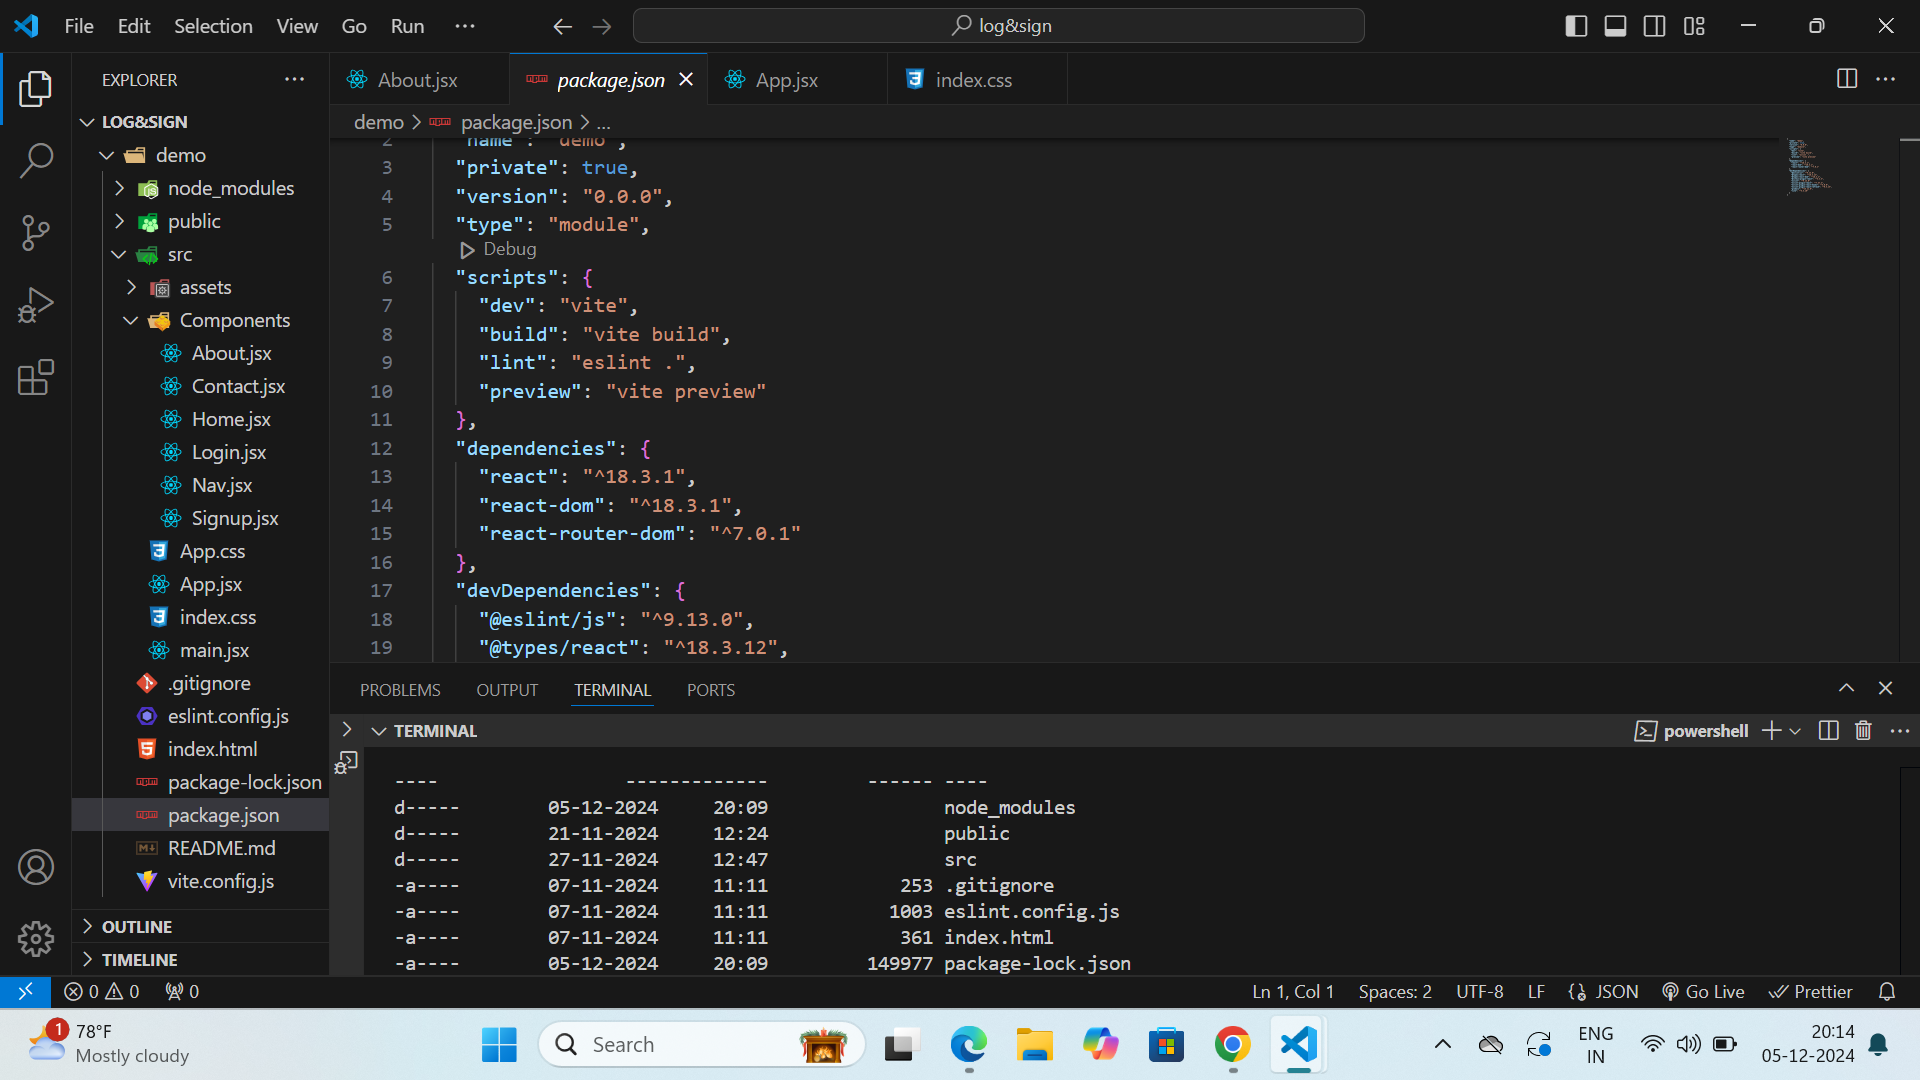 File Edit Selection View Go Run ... log&sign
EXPLORER ...
About.jsx package.json App.jsx index.css
LOG&SIGN
demo
node_modules
public
src
assets
Components
About.jsx
Contact.jsx
Home.jsx
Login.jsx
Nav.jsx
Signup.jsx
App.css
App.jsx
index.css
main.jsx
.gitignore
eslint.config.js
index.html
package-lock.json
package.json
README.md
vite.config.js
OUTLINE
TIMELINE
demo > package.json > ...
2 "name": "demo",
3 "private": true,
4 "version": "0.0.0",
5 "type": "module",
Debug
6 "scripts": {
7 "dev": "vite",
8 "build": "vite build",
9 "lint": "eslint .",
10 "preview": "vite preview"
11 },
12 "dependencies": {
13 "react": "^18.3.1",
14 "react-dom": "^18.3.1",
15 "react-router-dom": "^7.0.1"
16 },
17 "devDependencies": {
18 "@eslint/js": "^9.13.0",
19 "@types/react": "^18.3.12",
PROBLEMS OUTPUT TERMINAL PORTS
TERMINAL powershell
---- ------------- ------ ----
d----- 05-12-2024 20:09 node_modules
d----- 21-11-2024 12:24 public
d----- 27-11-2024 12:47 src
-a---- 07-11-2024 11:11 253 .gitignore
-a---- 07-11-2024 11:11 1003 eslint.config.js
-a---- 07-11-2024 11:11 361 index.html
-a---- 05-12-2024 20:09 149977 package-lock.json
0 0 0 Ln 1, Col 1 Spaces: 2 UTF-8 LF {} JSON Go Live Prettier
1 78°F
Mostly cloudy
Search
ENG
IN
20:14
05-12-2024